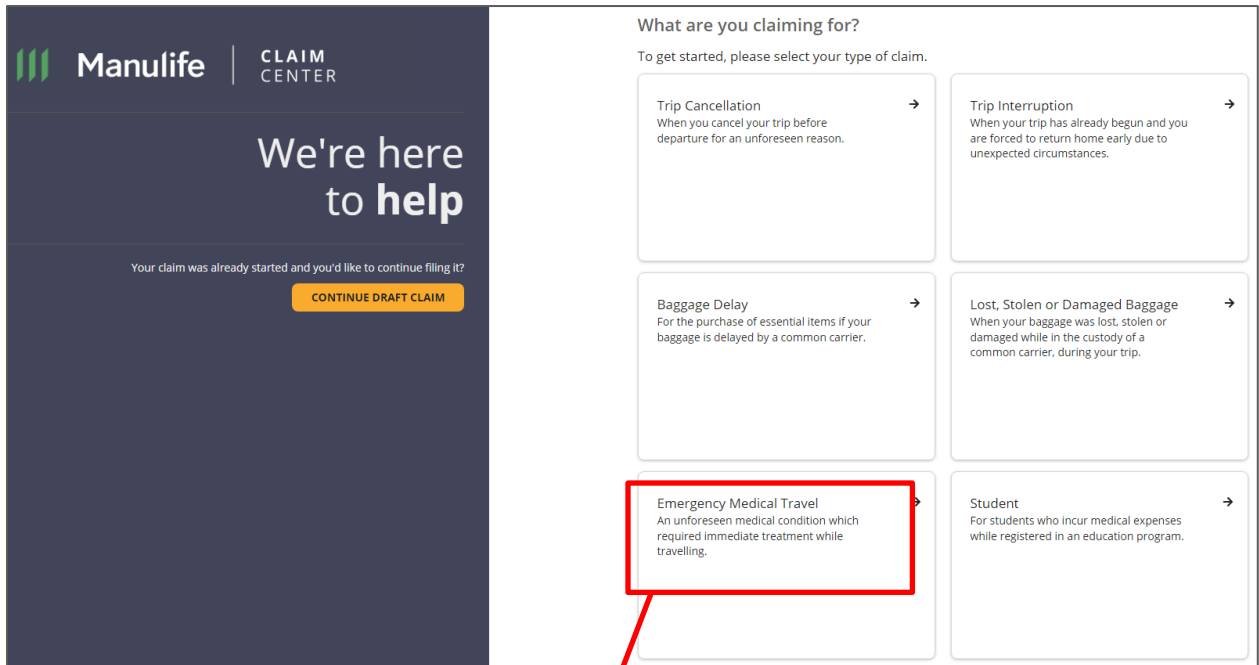 Manulife
CLAIM
CENTER
We're here
to help
Your claim was already started and you'd like to continue filing it?
CONTINUE DRAFT CLAIM
What are you claiming for?
To get started, please select your type of claim.
Trip Cancellation
When you cancel your trip before
departure for an unforeseen reason.
Trip Interruption
When your trip has already begun and you
are forced to return home early due to
unexpected circumstances.
Baggage Delay
For the purchase of essential items if your
baggage is delayed by a common carrier.
Lost, Stolen or Damaged Baggage
When your baggage was lost, stolen or
damaged while in the custody of a
common carrier, during your trip.
Emergency Medical Travel
An unforeseen medical condition which
required immediate treatment while
travelling.
Student
For students who incur medical expenses
while registered in an education program.